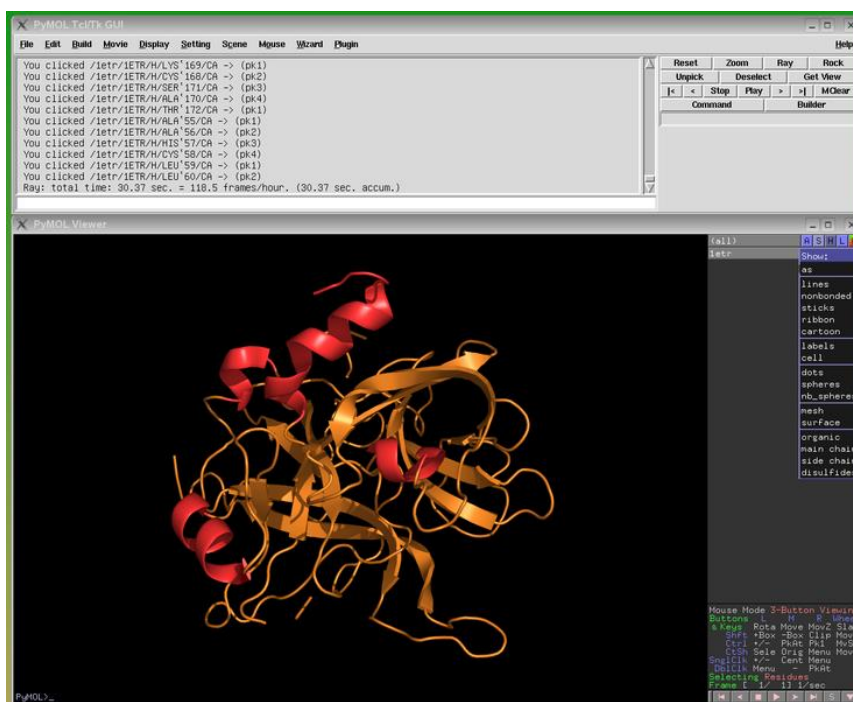 PyMOL Tcl/Tk GUI
File Edit Build Movie Display Setting Scene Mouse Wizard Plugin Help
You clicked /1etr/1ETR/H/LYS`169/CA -> (pk1)
You clicked /1etr/1ETR/H/CYS`168/CA -> (pk2)
You clicked /1etr/1ETR/H/SER`171/CA -> (pk3)
You clicked /1etr/1ETR/H/ALA`170/CA -> (pk4)
You clicked /1etr/1ETR/H/THR`172/CA -> (pk1)
You clicked /1etr/1ETR/H/ALA`55/CA -> (pk1)
You clicked /1etr/1ETR/H/ALA`56/CA -> (pk2)
You clicked /1etr/1ETR/H/HIS`57/CA -> (pk3)
You clicked /1etr/1ETR/H/CYS`58/CA -> (pk4)
You clicked /1etr/1ETR/H/LEU`59/CA -> (pk1)
You clicked /1etr/1ETR/H/LEU`60/CA -> (pk2)
Ray: total time: 30.37 sec. = 118.5 frames/hour. (30.37 sec. accum.)
Reset Zoom Ray Rock
Unpick Deselect Get View
|< < Stop Play > >| MClear
Command Builder
PyMOL Viewer
(all) A S H L
1etr
Show:
as
lines
nonbonded
sticks
ribbon
cartoon
labels
cell
dots
spheres
nb_spheres
mesh
surface
organic
main chain
side chain
disulfides
Mouse Mode 3-Button Viewin
Buttons L M R Whee
& Keys Rota Move MovZ Sla
Shft +Box -Box Clip Mov
Ctrl +/- PkAt Pk1 MvS
CtSh Sele Orig Menu Mov
SnglClk +/- Cent Menu
DblClk Menu - PkAt
Selecting Residues
Frame [ 1/ 1] 1/sec
S
PyMOL>_